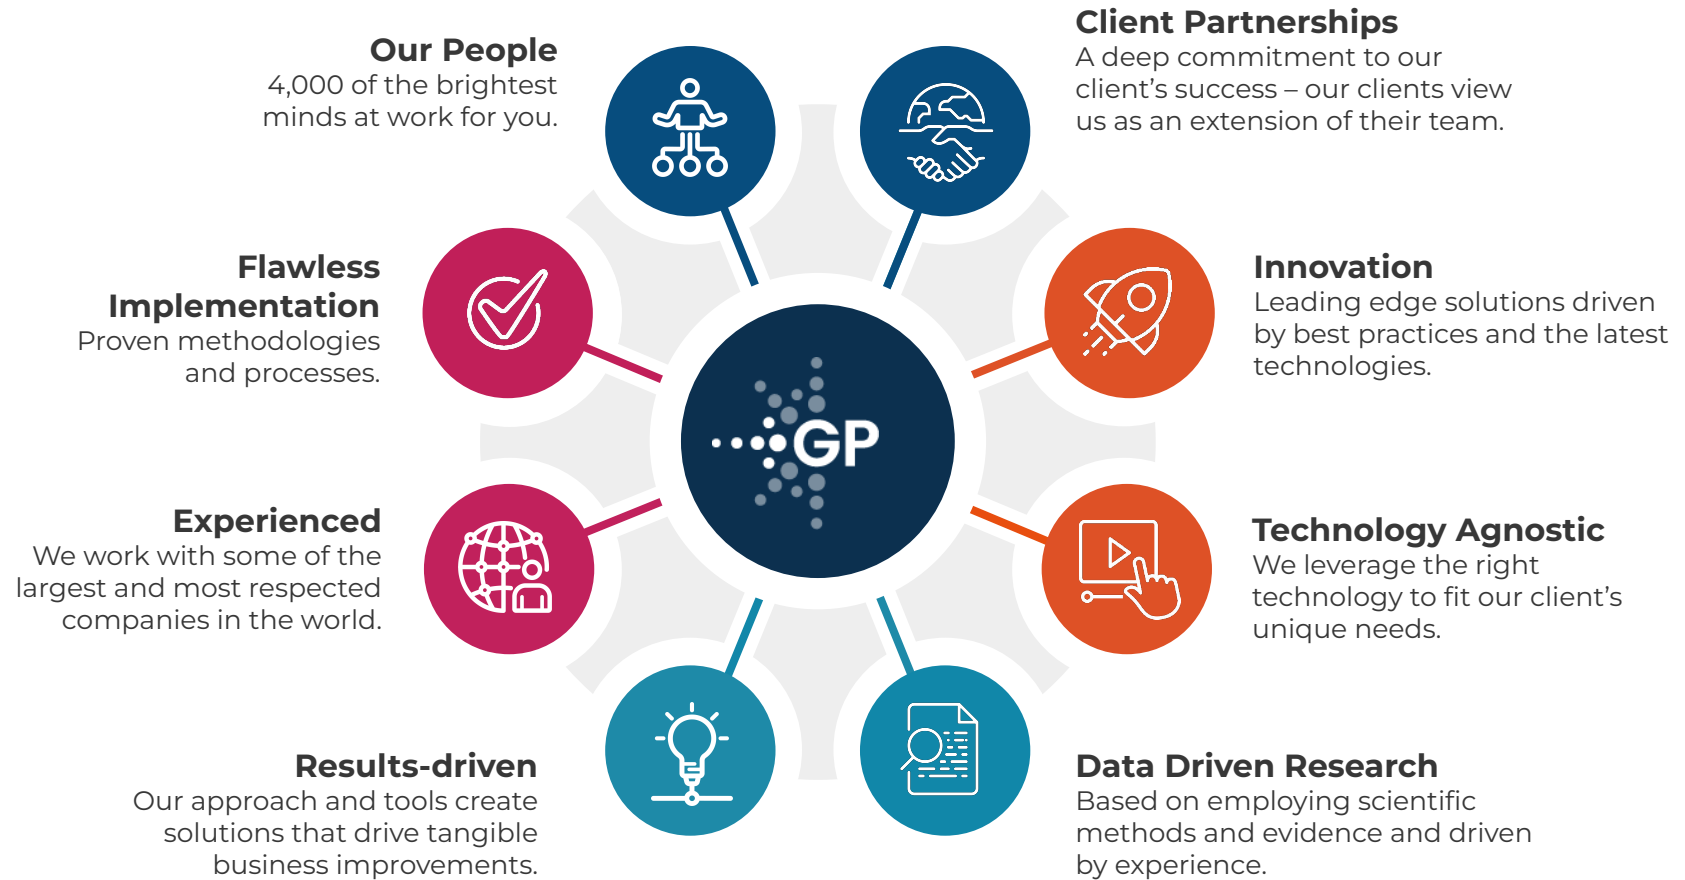 Our People
4,000 of the brightest
minds at work for you.
Client Partnerships
A deep commitment to our
client’s success – our clients view
us as an extension of their team.
Flawless
Implementation
Proven methodologies
and processes.
Innovation
Leading edge solutions driven
by best practices and the latest
technologies.
GP
Experienced
We work with some of the
largest and most respected
companies in the world.
Technology Agnostic
We leverage the right
technology to fit our client’s
unique needs.
Results-driven
Our approach and tools create
solutions that drive tangible
business improvements.
Data Driven Research
Based on employing scientific
methods and evidence and driven
by experience.